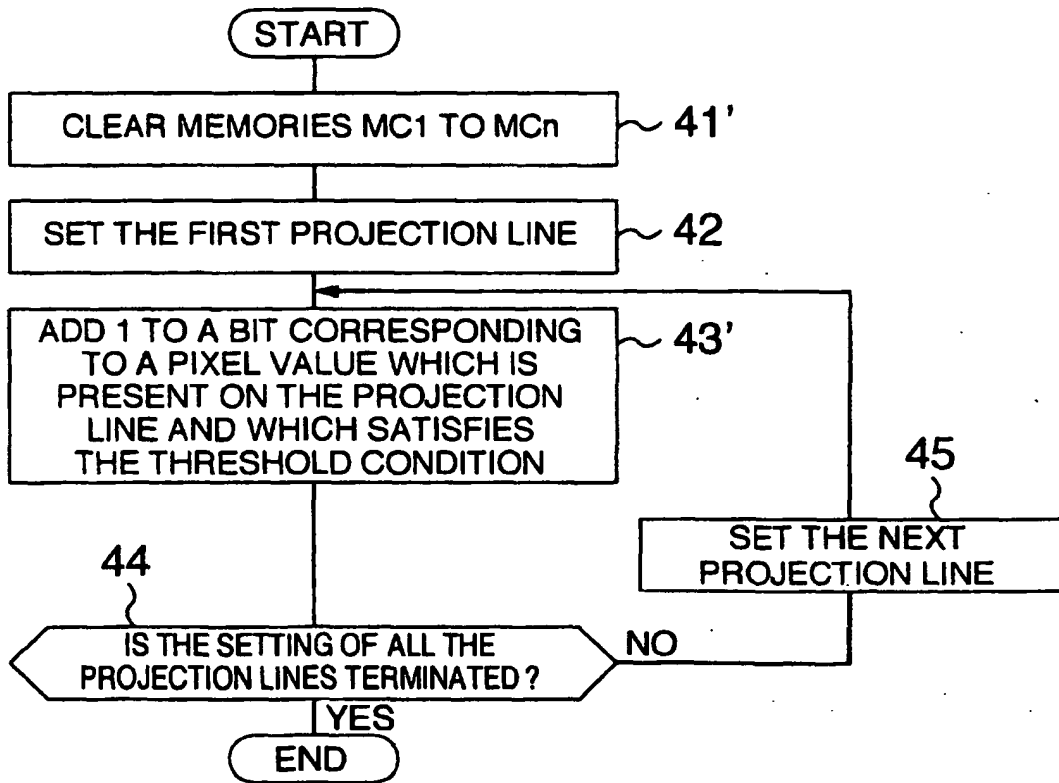 START
CLEAR MEMORIES MC1 TO MCn
41'
SET THE FIRST PROJECTION LINE
42
ADD 1 TO A BIT CORRESPONDING
TO A PIXEL VALUE WHICH IS
PRESENT ON THE PROJECTION
LINE AND WHICH SATISFIES
THE THRESHOLD CONDITION
43'
45
SET THE NEXT
PROJECTION LINE
44
IS THE SETTING OF ALL THE
PROJECTION LINES TERMINATED ?
NO
YES
END